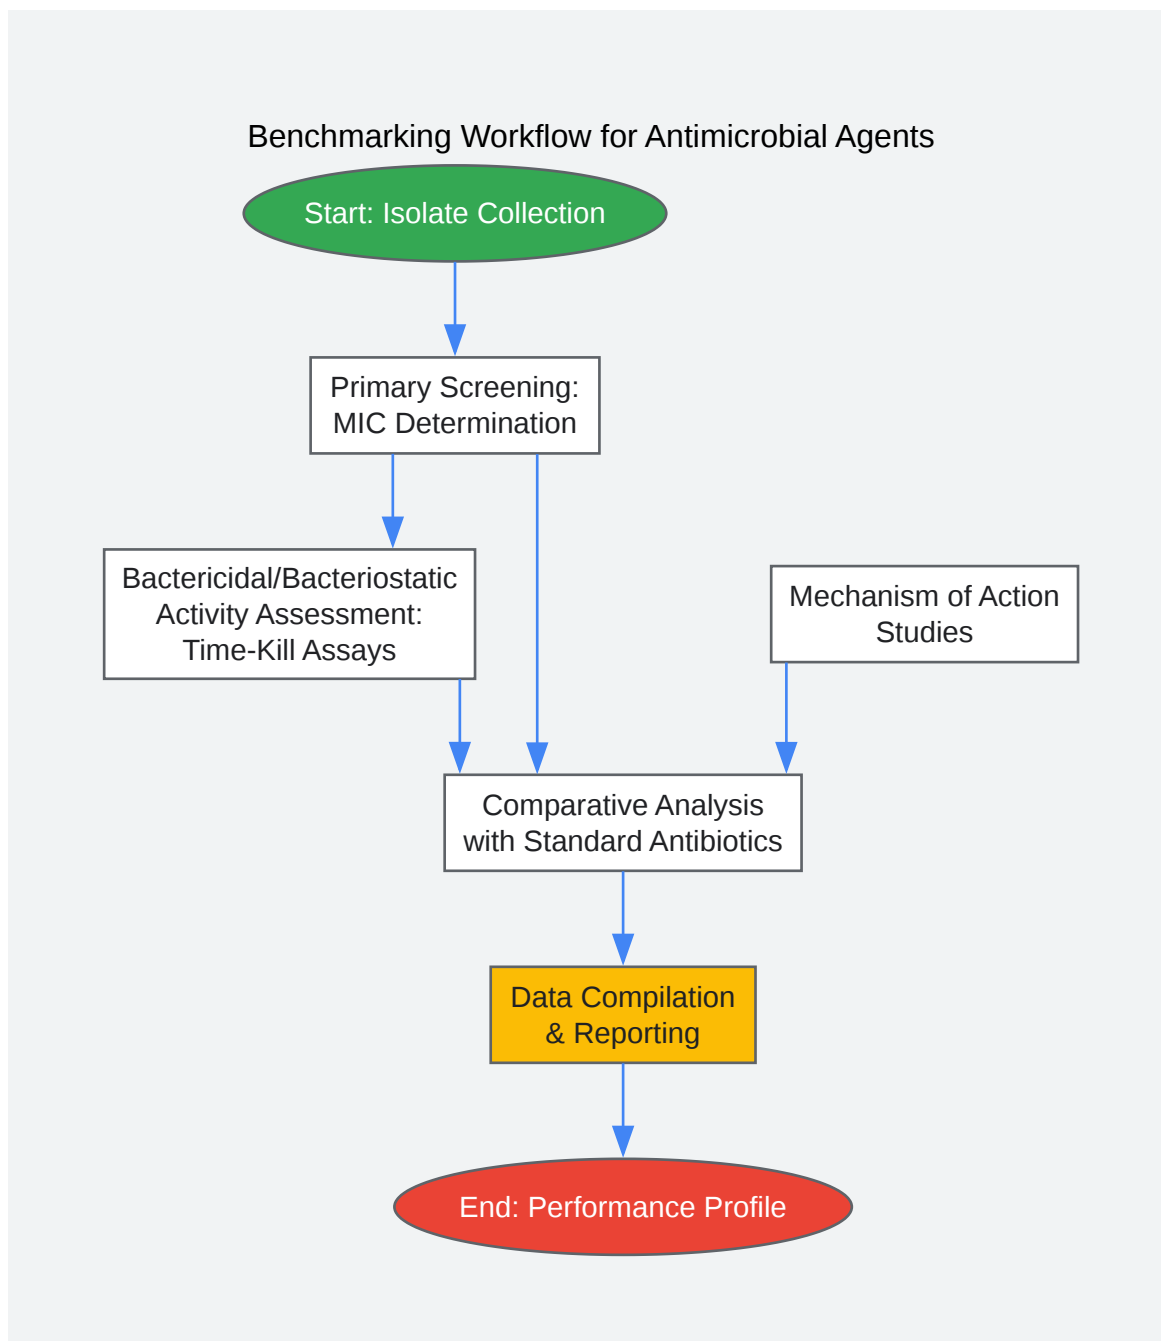 Benchmarking Workflow for Antimicrobial Agents
Start: Isolate Collection
Primary Screening:
MIC Determination
Bactericidal/Bacteriostatic
Activity Assessment:
Time-Kill Assays
Mechanism of Action
Studies
Comparative Analysis
with Standard Antibiotics
Data Compilation
& Reporting
End: Performance Profile